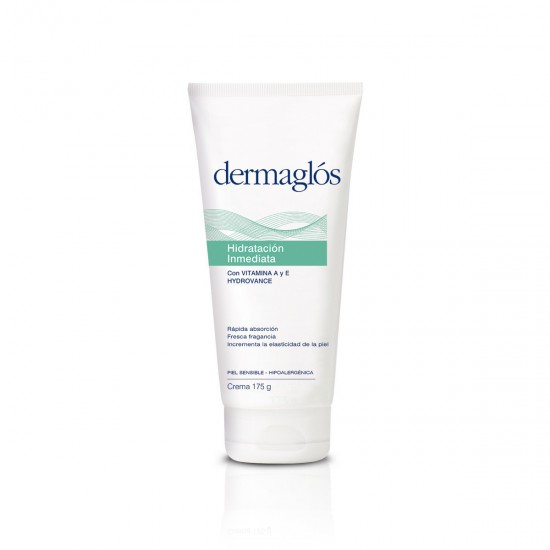 dermaglós
Hidratación
Inmediata
Con VITAMINA A y E
HYDROVANCE
Rápida absorción
Fresca fragancia
Incrementa la elasticidad de la piel
PIEL SENSIBLE - HIPOALERGÉNICA
Crema 175 g